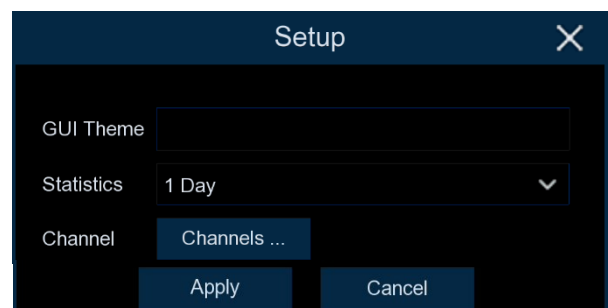 Setup
GUI Theme
Statistics 1 Day
Channel Channels ...
Apply Cancel